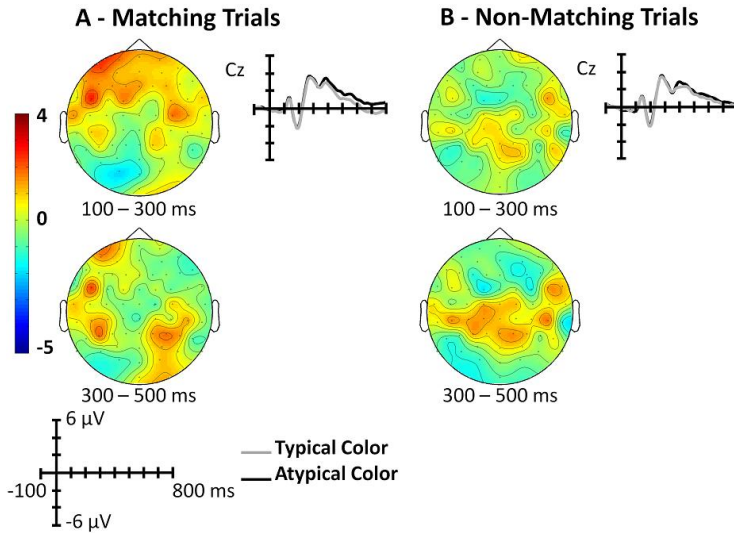 A - Matching Trials
B - Non-Matching Trials
Cz
Cz
4
0
-5
100 – 300 ms
100 – 300 ms
300 – 500 ms
300 – 500 ms
6 μV
-100
800 ms
-6 μV
Typical Color
Atypical Color